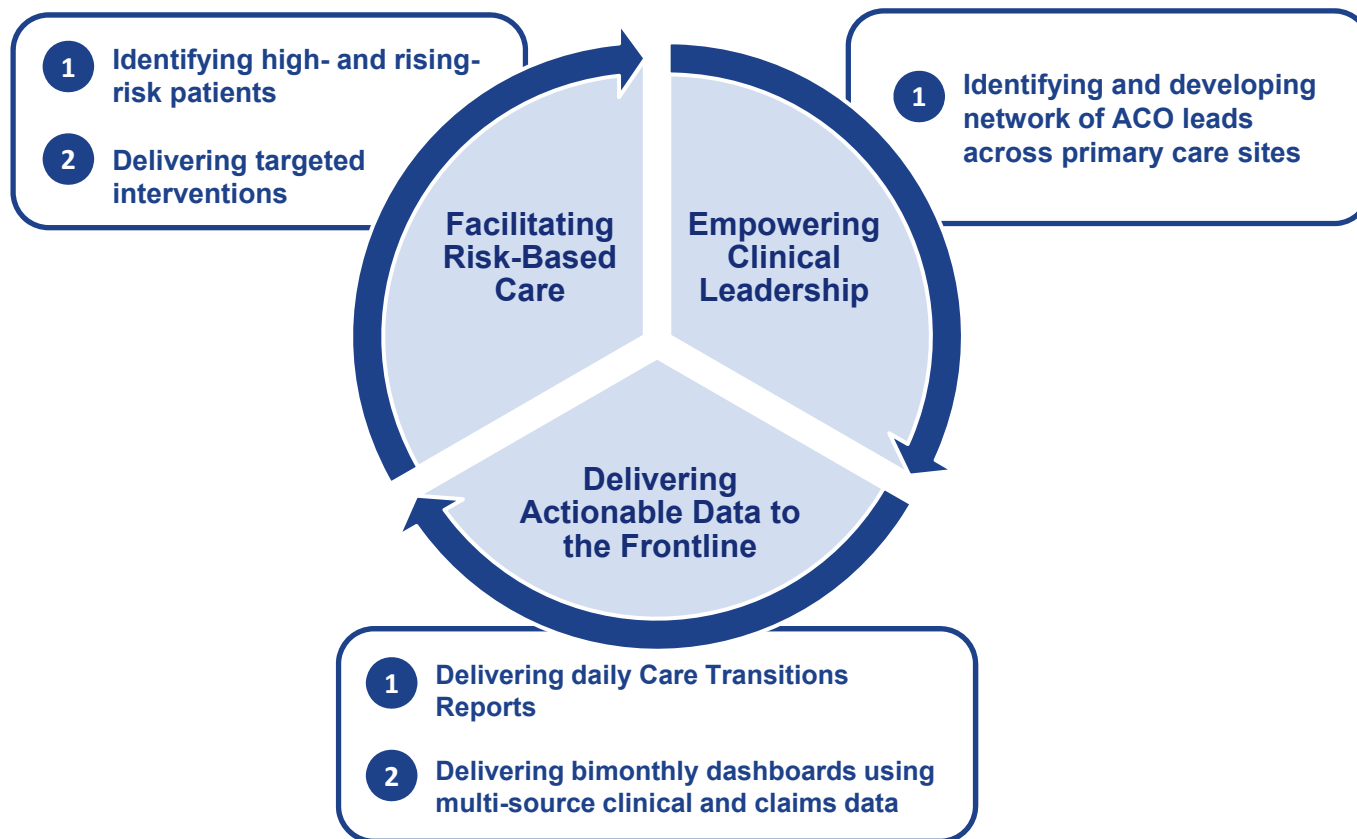 1
Identifying high- and rising-
risk patients
2
Delivering targeted
interventions
1
Identifying and developing
network of ACO leads
across primary care sites
Facilitating
Risk-Based
Care
Empowering
Clinical
Leadership
Delivering
Actionable Data to
the Frontline
1
Delivering daily Care Transitions
Reports
2
Delivering bimonthly dashboards using
multi-source clinical and claims data